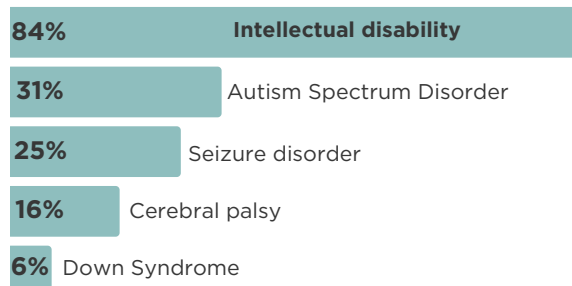 84% Intellectual disability
31% Autism Spectrum Disorder
25% Seizure disorder
16% Cerebral palsy
6% Down Syndrome